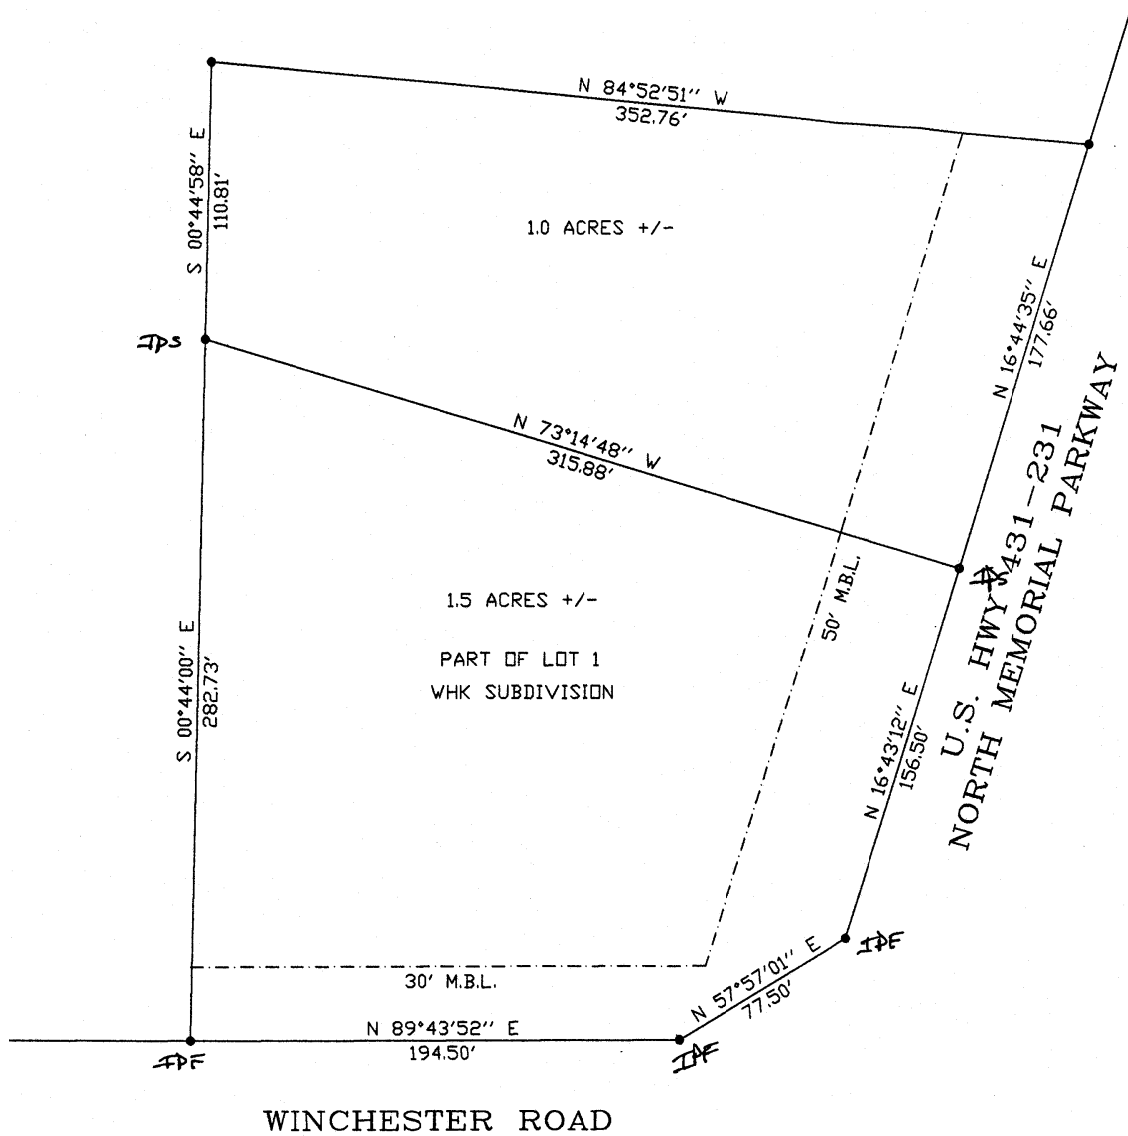 N 84°52'51'' W
352.76'
S 00°44'58'' E
110.81'
1.0 ACRES +/-
N 16°44'35'' E
177.66'
IPS
N 73°14'48'' W
315.88'
U.S. HWY 431-231
NORTH MEMORIAL PARKWAY
IPS
50' M.B.L.
1.5 ACRES +/-
PART OF LOT 1
WHK SUBDIVISION
S 00°44'00'' E
282.73'
N 16°43'12'' E
156.50'
IPF
30' M.B.L.
N 57°57'01'' E
77.50'
N 89°43'52'' E
194.50'
IPF
IPF
WINCHESTER ROAD